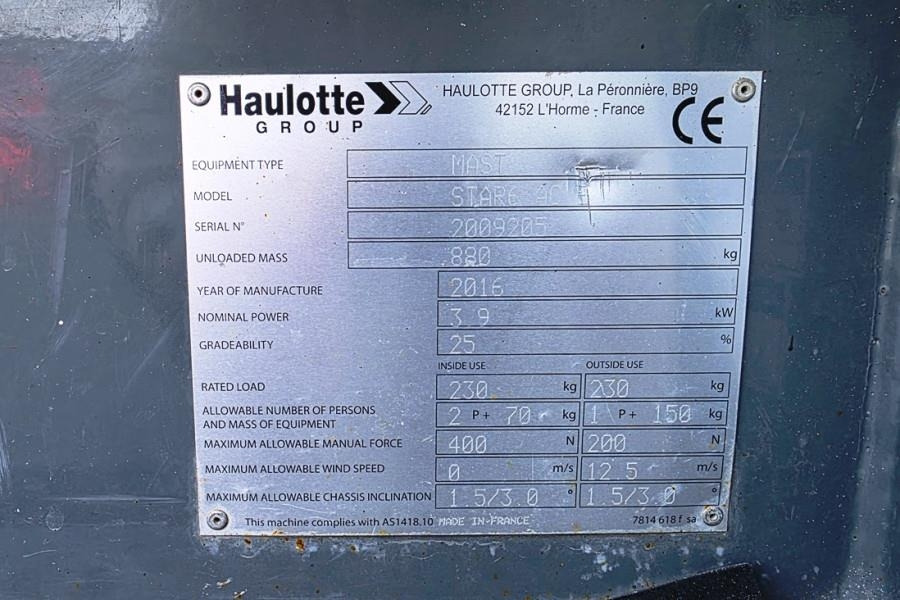 Haulotte
GROUP
HAULOTTE GROUP, La Péronnière, BP9
42152 L'Horme - France
CE
EQUIPMENT TYPE MAST
MODEL STAR6 AC
SERIAL N° 2009205
UNLOADED MASS 880 kg
YEAR OF MANUFACTURE 2016
NOMINAL POWER 3 9 kW
GRADEABILITY 25 %
INSIDE USE OUTSIDE USE
RATED LOAD 230 kg 230 kg
ALLOWABLE NUMBER OF PERSONS
AND MASS OF EQUIPMENT 2 P + 70 kg 1 P + 150 kg
MAXIMUM ALLOWABLE MANUAL FORCE 400 N 200 N
MAXIMUM ALLOWABLE WIND SPEED 0 m/s 12 5 m/s
MAXIMUM ALLOWABLE CHASSIS INCLINATION 1.5/3.0 ° 1.5/3.0 °
This machine complies with AS1418.10 MADE IN-FRANCE 7814 618 f sa